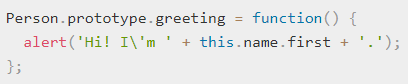 Person.prototype.greeting = function() {
  alert('Hi! I\'m ' + this.name.first + '.');
};